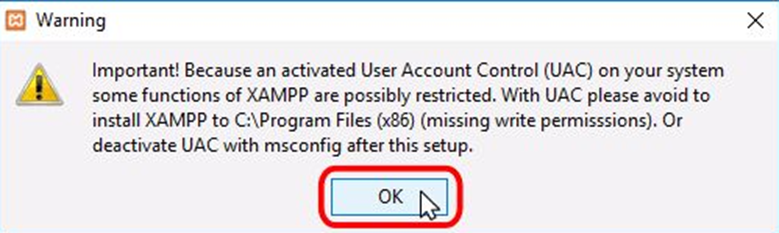 Warning
Important! Because an activated User Account Control (UAC) on your system
some functions of XAMPP are possibly restricted. With UAC please avoid to
install XAMPP to C:\Program Files (x86) (missing write permisssions). Or
deactivate UAC with msconfig after this setup.
OK